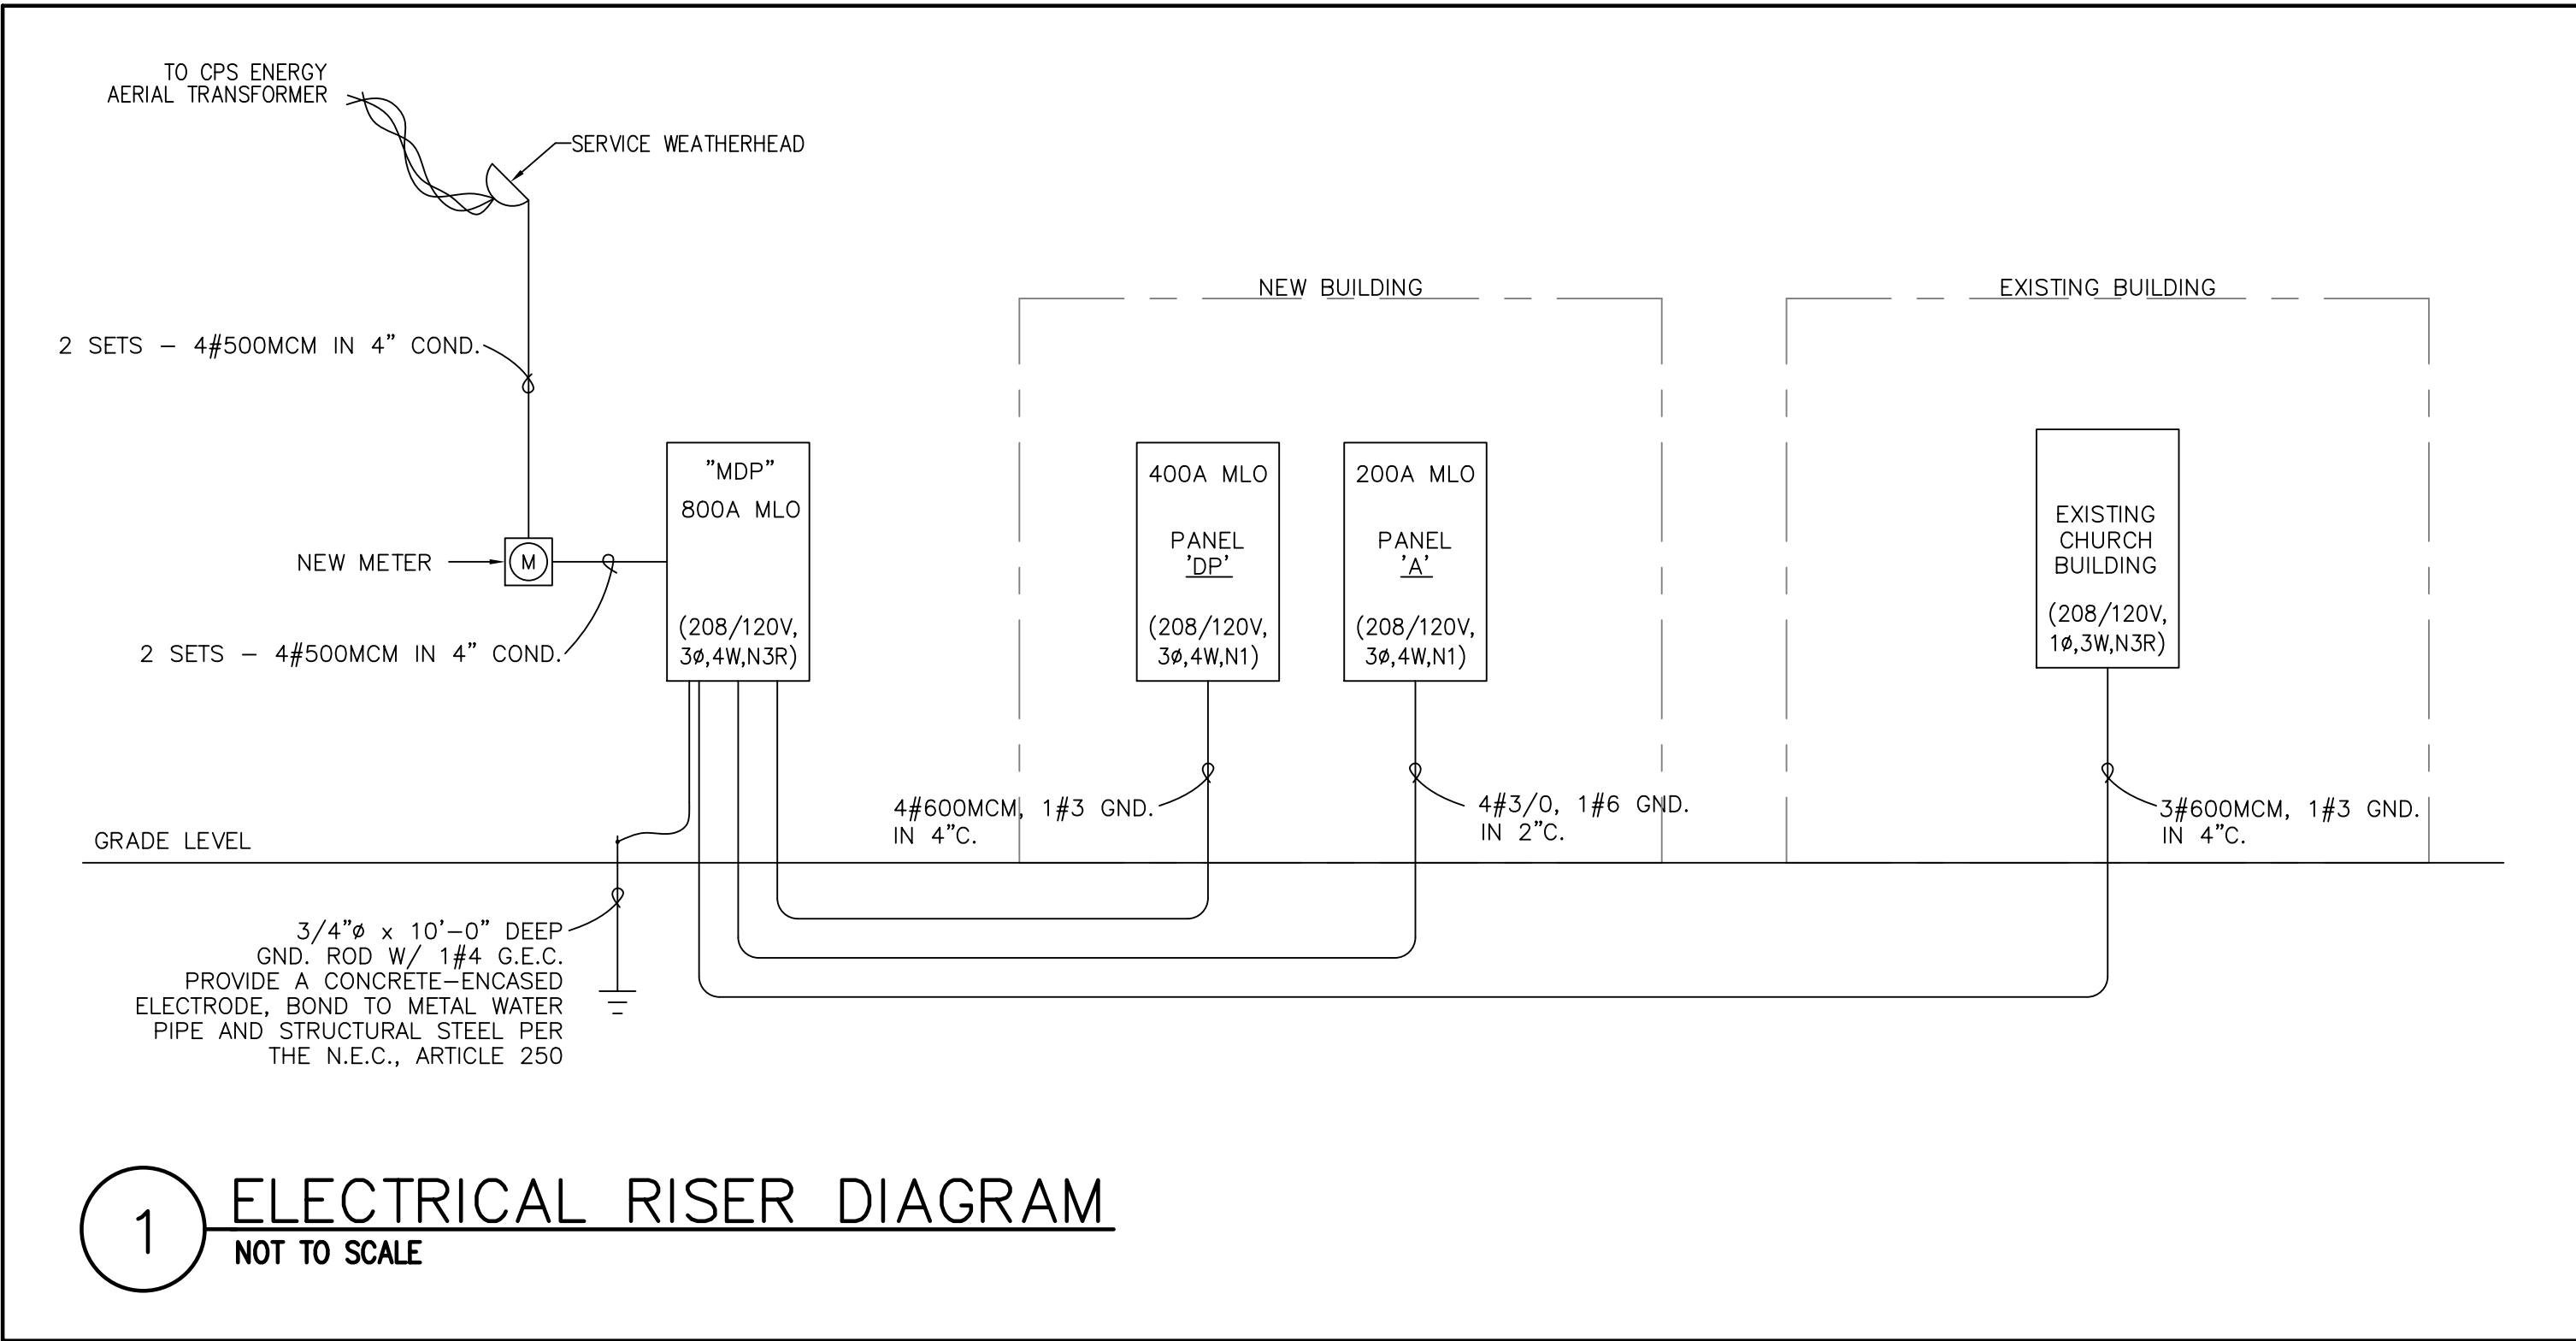 TO CPS ENERGY
AERIAL TRANSFORMER
SERVICE WEATHERHEAD
2 SETS – 4#500MCM IN 4" COND.
NEW METER
M
2 SETS – 4#500MCM IN 4" COND.
"MDP"
800A MLO
(208/120V,
3ø,4W,N3R)
NEW BUILDING
400A MLO
PANEL
'DP'
(208/120V,
3ø,4W,N1)
200A MLO
PANEL
'A'
(208/120V,
3ø,4W,N1)
EXISTING BUILDING
EXISTING
CHURCH
BUILDING
(208/120V,
1ø,3W,N3R)
4#600MCM, 1#3 GND.
IN 4"C.
4#3/0, 1#6 GND.
IN 2"C.
3#600MCM, 1#3 GND.
IN 4"C.
GRADE LEVEL
3/4"ø x 10'–0" DEEP
GND. ROD W/ 1#4 G.E.C.
PROVIDE A CONCRETE–ENCASED
ELECTRODE, BOND TO METAL WATER
PIPE AND STRUCTURAL STEEL PER
THE N.E.C., ARTICLE 250
1
ELECTRICAL RISER DIAGRAM
NOT TO SCALE